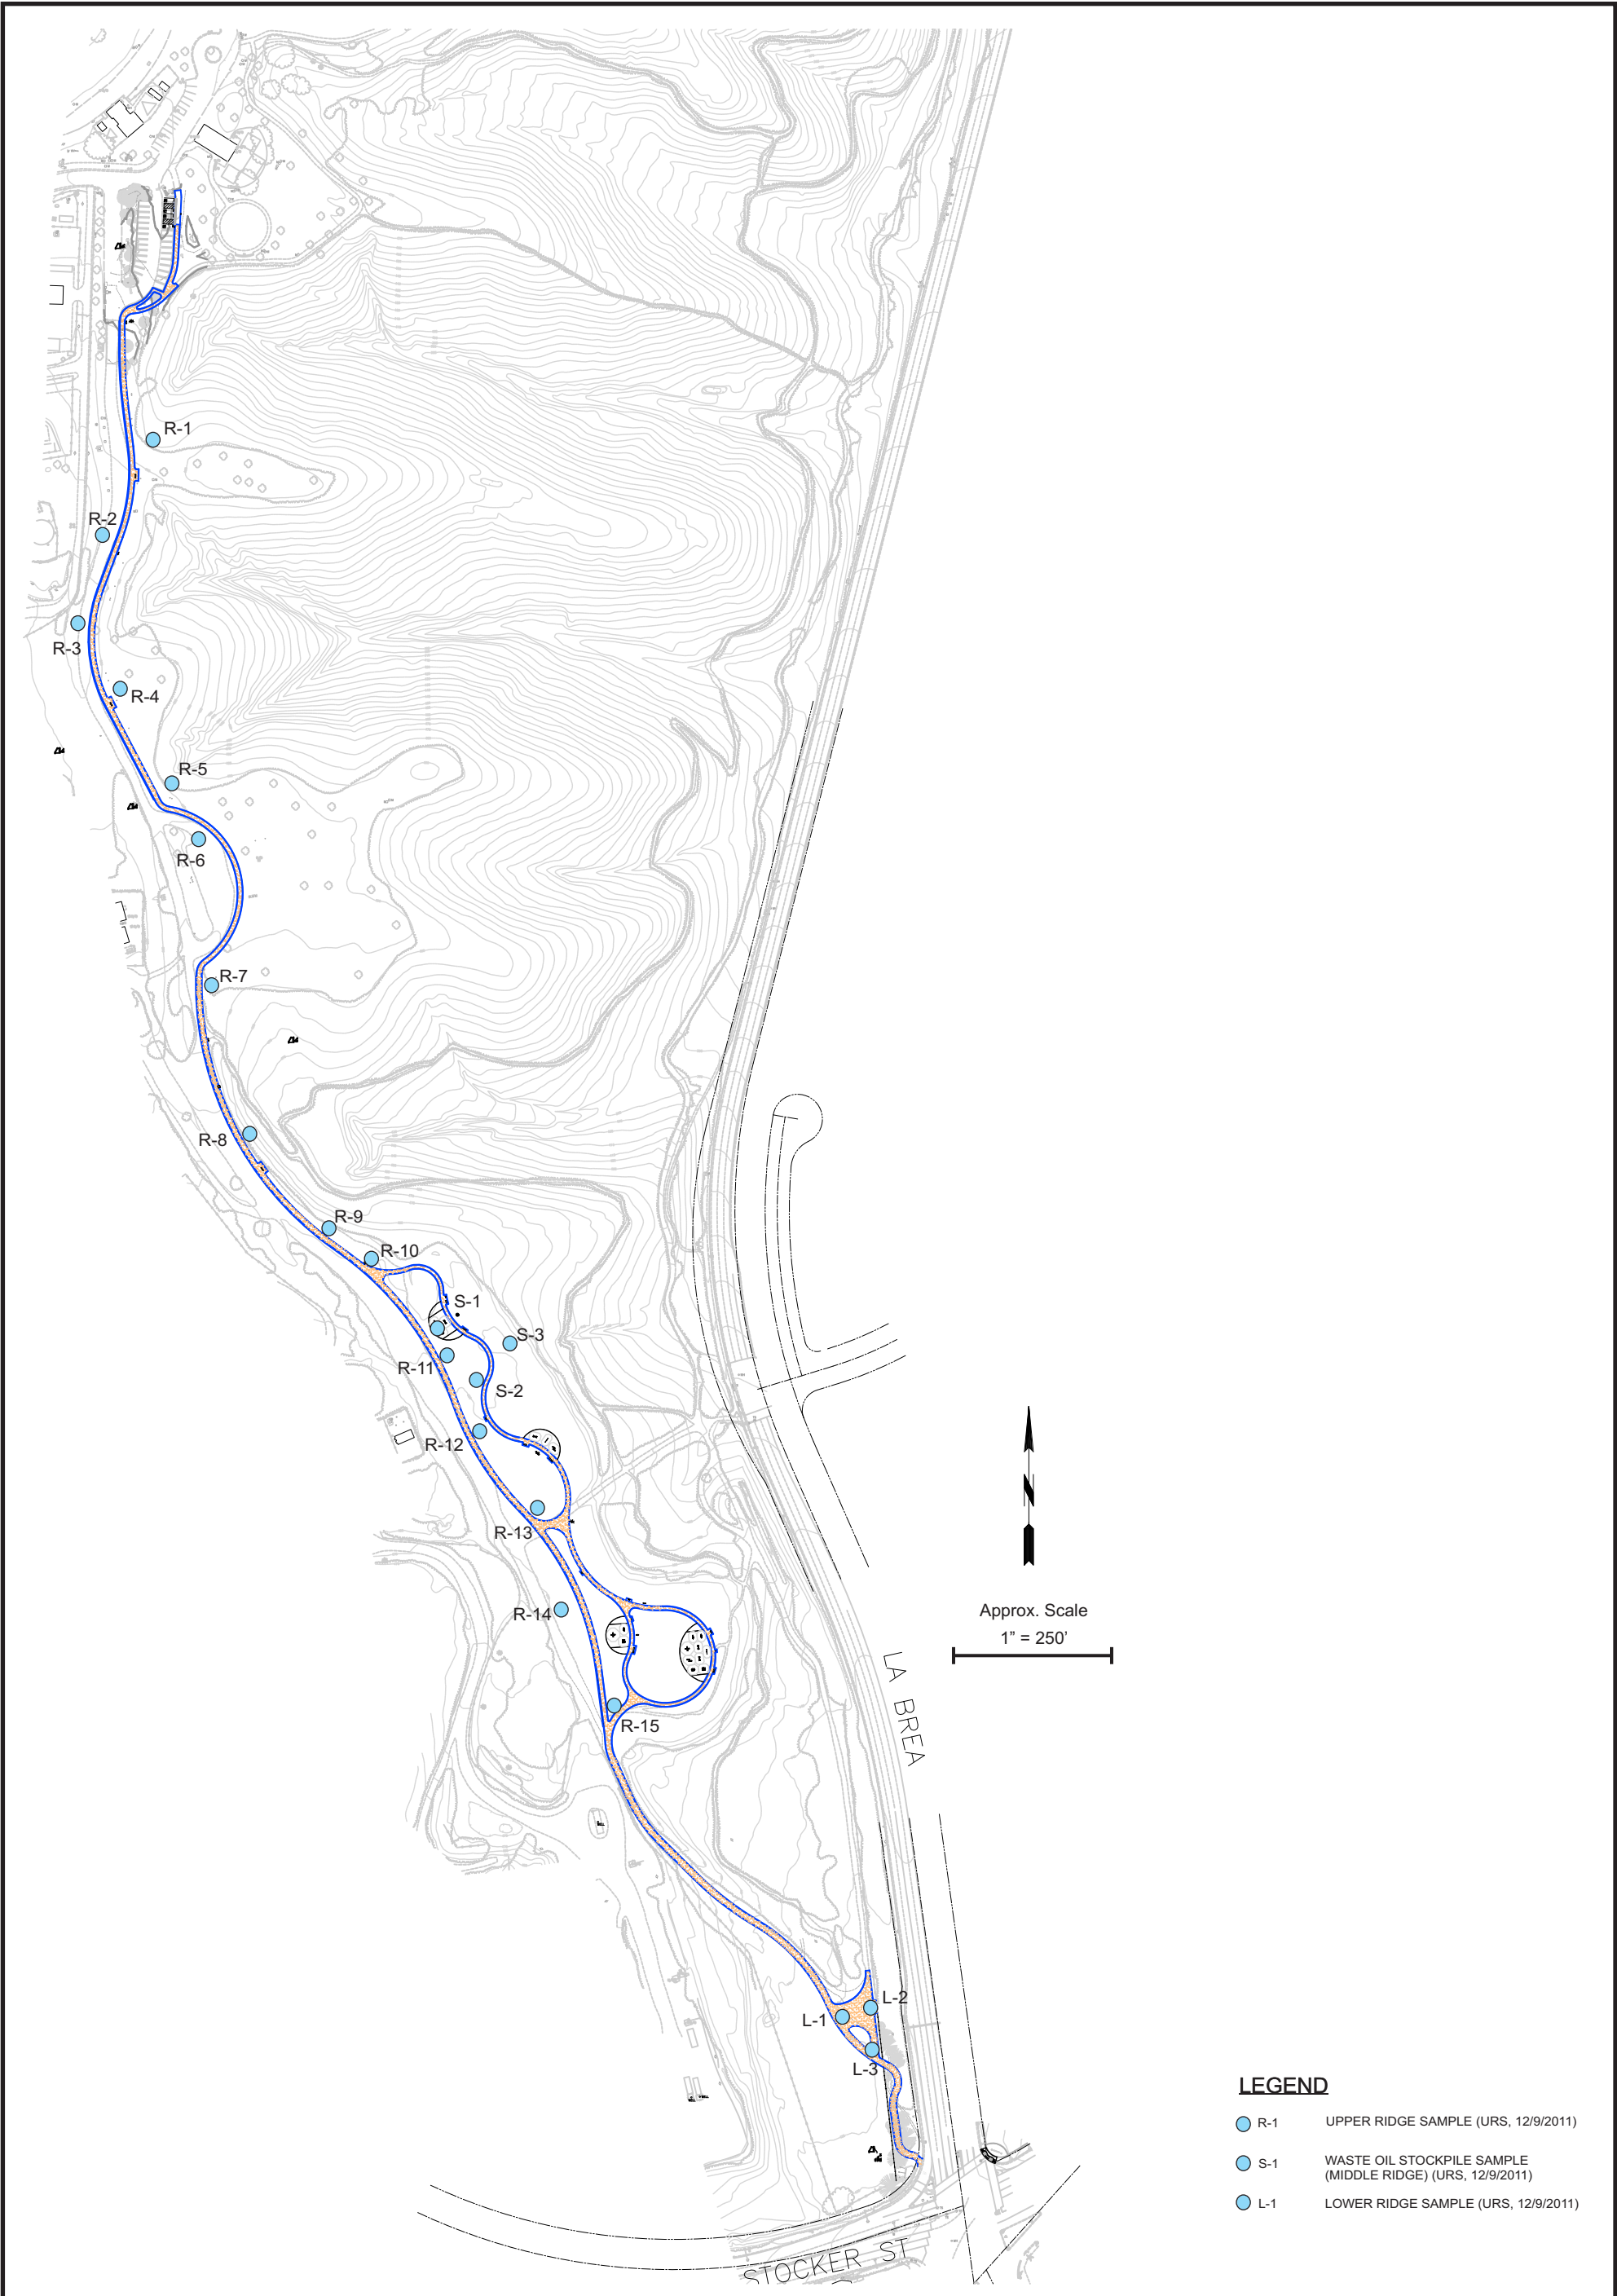 R-1
R-2
R-3
R-4
R-5
R-6
R-7
R-8
R-9
R-10
S-1
S-3
R-11
S-2
R-12
R-13
R-14
R-15
Approx. Scale
1” = 250’
LA BREA
L-2
L-1
L-3
STOCKER ST
LEGEND
R-1 UPPER RIDGE SAMPLE (URS, 12/9/2011)
S-1 WASTE OIL STOCKPILE SAMPLE
(MIDDLE RIDGE) (URS, 12/9/2011)
L-1 LOWER RIDGE SAMPLE (URS, 12/9/2011)